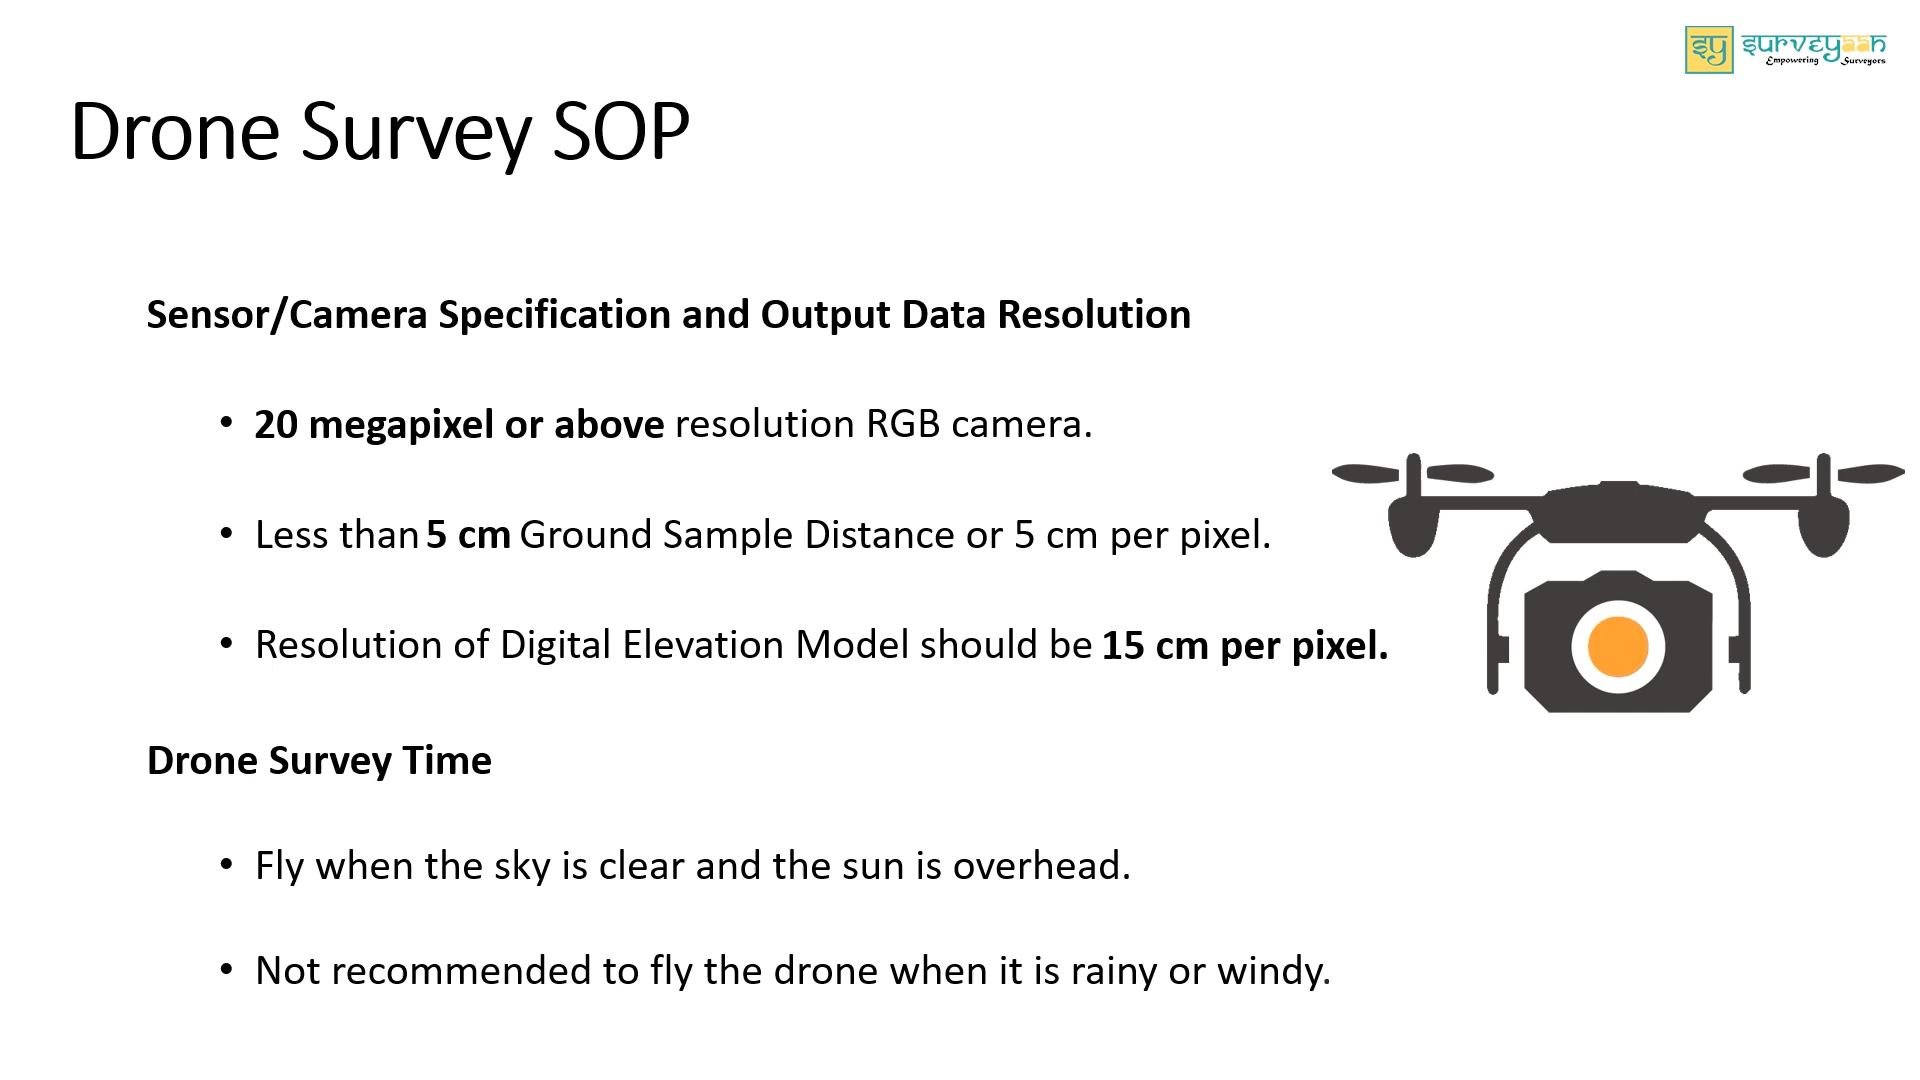 SY surveyaan
Empowering Surveyors
Drone Survey SOP
Sensor/Camera Specification and Output Data Resolution
• 20 megapixel or above resolution RGB camera.
• Less than 5 cm Ground Sample Distance or 5 cm per pixel.
• Resolution of Digital Elevation Model should be 15 cm per pixel.
Drone Survey Time
• Fly when the sky is clear and the sun is overhead.
• Not recommended to fly the drone when it is rainy or windy.